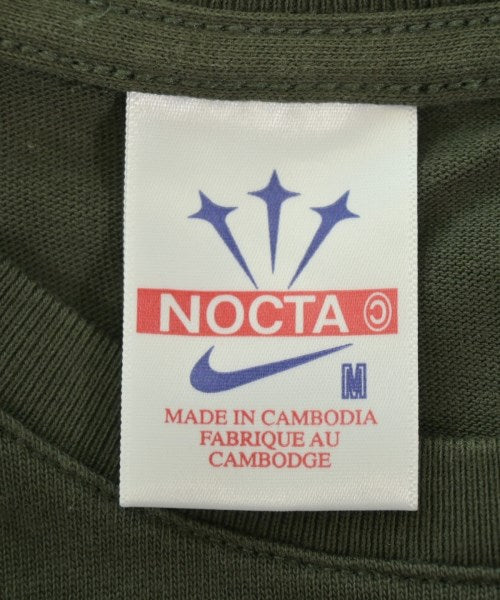 NOCTA ©
M
MADE IN CAMBODIA
FABRIQUE AU
CAMBODGE